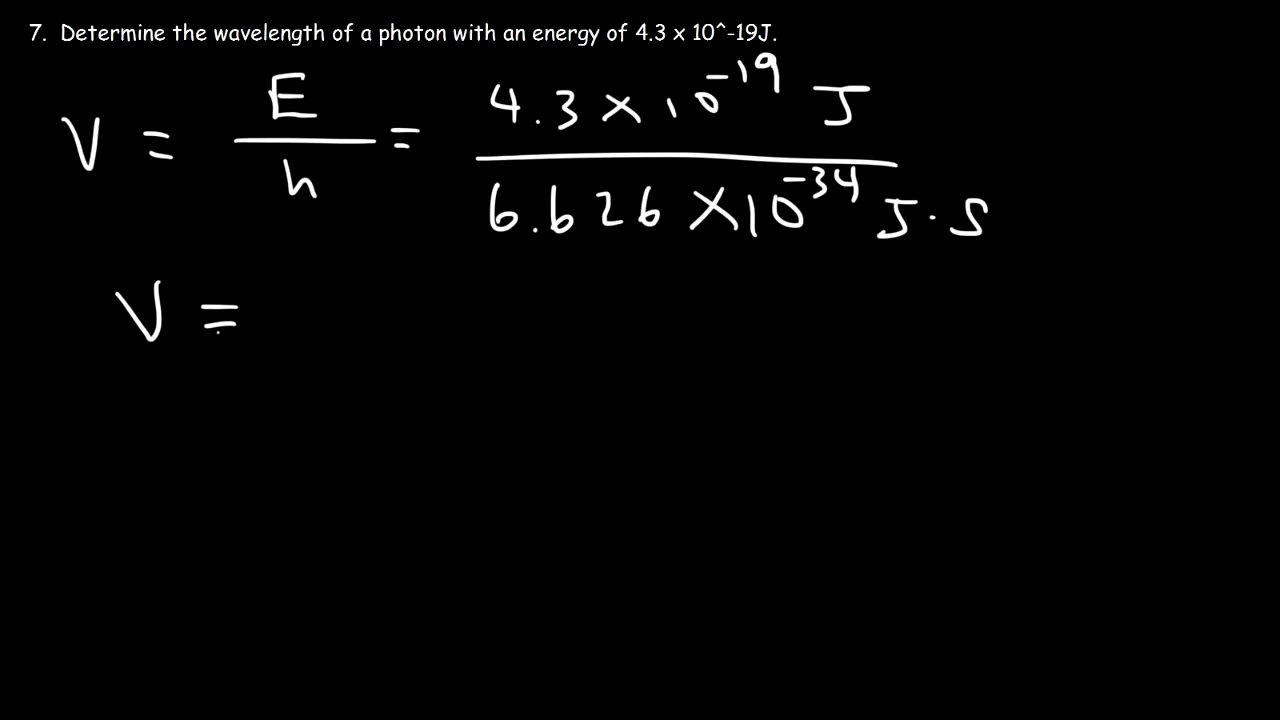 7. Determine the wavelength of a photon with an energy of 4.3 x 10^-19J.
V = E/h = 4.3 × 10⁻¹⁹ J / 6.626 × 10⁻³⁴ J·S
V =